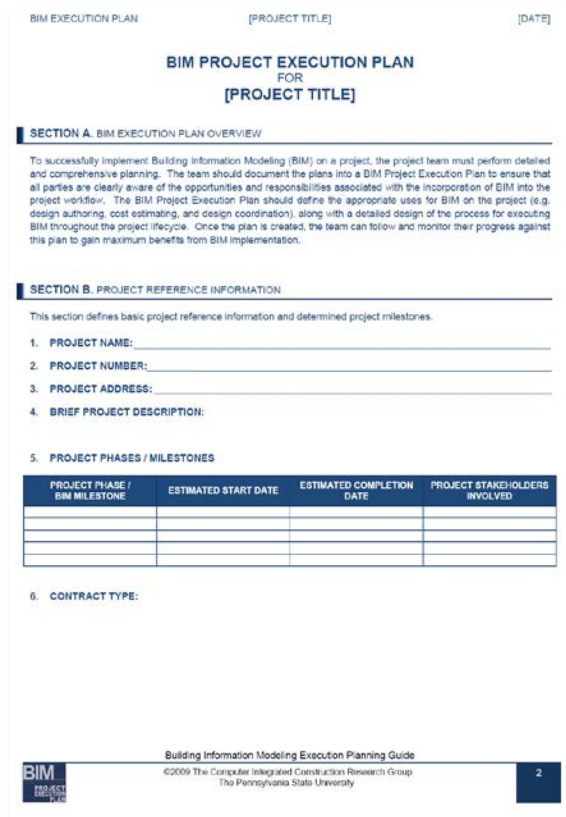 BIM EXECUTION PLAN [PROJECT TITLE] [DATE]
BIM PROJECT EXECUTION PLAN
FOR
[PROJECT TITLE]
SECTION A. BIM EXECUTION PLAN OVERVIEW
To successfully implement Building Information Modeling (BIM) on a project, the project team must perform detailed
and comprehensive planning. The team should document the plans into a BIM Project Execution Plan to ensure that
all parties are clearly aware of the opportunities and responsibilities associated with the incorporation of BIM into the
project workflow. The BIM Project Execution Plan should define the appropriate uses for BIM on the project (e.g.
design authoring, cost estimating, and design coordination), along with a detailed design of the process for executing
BIM throughout the project lifecycle. Once the plan is created, the team can follow and monitor their progress against
this plan to gain maximum benefits from BIM implementation.
SECTION B. PROJECT REFERENCE INFORMATION
This section defines basic project reference information and determined project milestones.
1. PROJECT NAME:
2. PROJECT NUMBER:
3. PROJECT ADDRESS:
4. BRIEF PROJECT DESCRIPTION:
5. PROJECT PHASES / MILESTONES
PROJECT PHASE / BIM MILESTONE
ESTIMATED START DATE
ESTIMATED COMPLETION DATE
PROJECT STAKEHOLDERS INVOLVED
6. CONTRACT TYPE:
Building Information Modeling Execution Planning Guide
©2009 The Computer Integrated Construction Research Group
The Pennsylvania State University
2
BIM
PROJECT
EXECUTION
PLAN